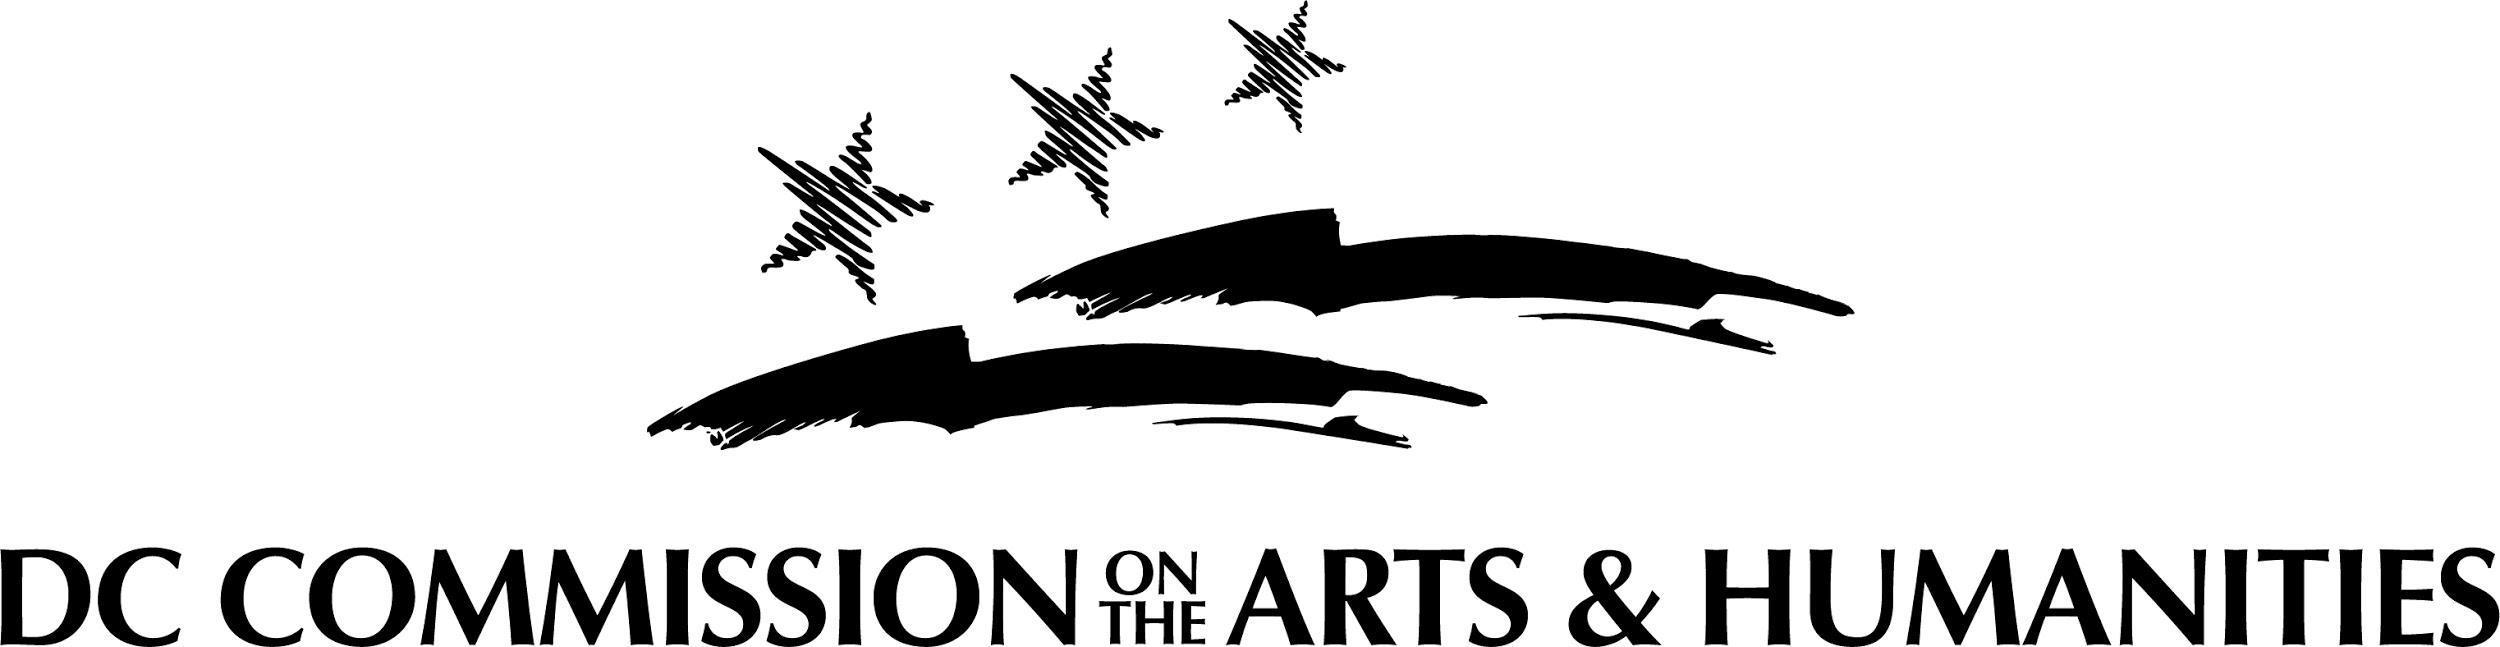 DC COMMISSION ON THE ARTS & HUMANITIES